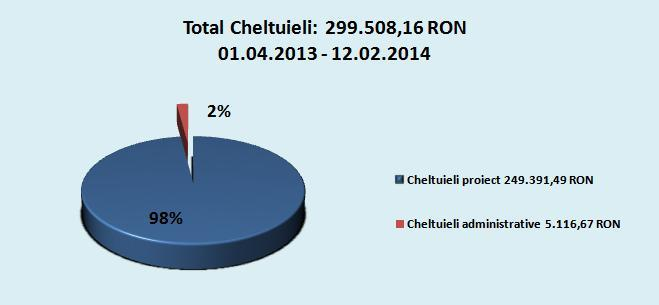 Total Cheltuieli: 299.508,16 RON
01.04.2013 - 12.02.2014
2%
98%
Cheltuieli proiect 249.391,49 RON
Cheltuieli administrative 5.116,67 RON